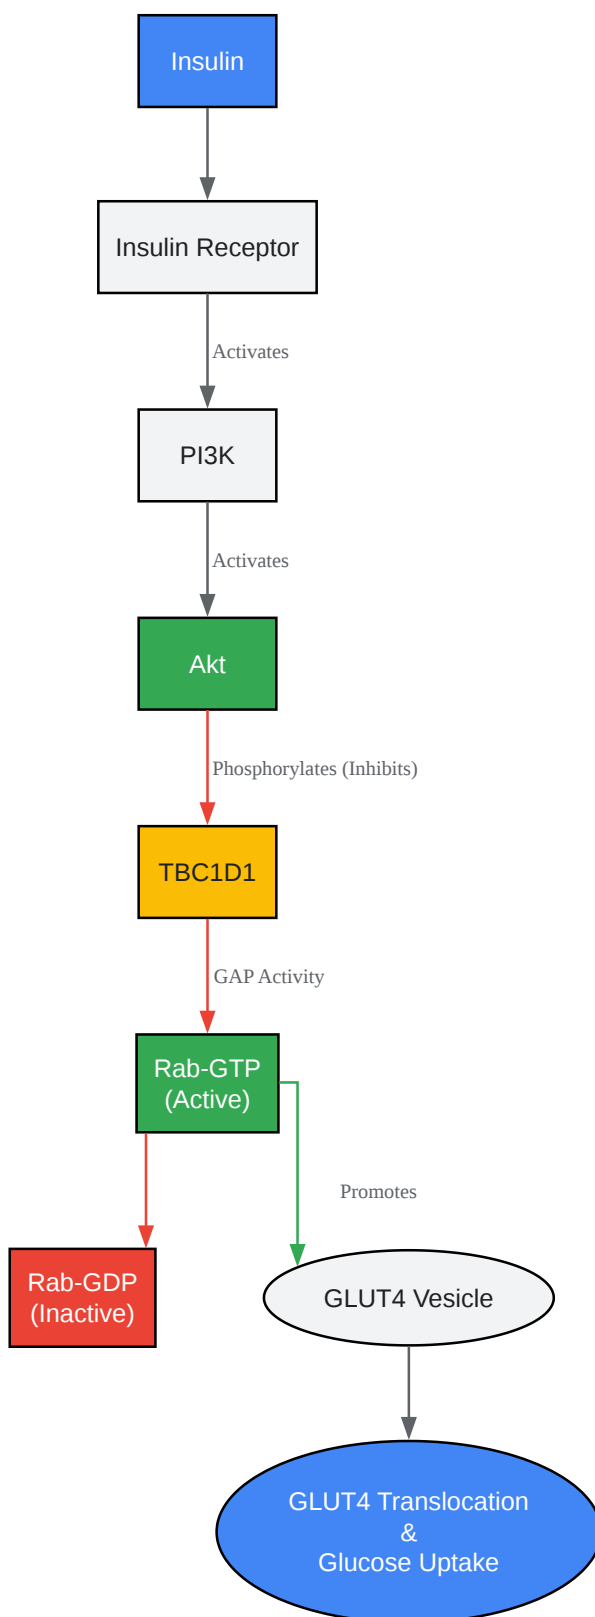 Insulin
Insulin Receptor
Activates
PI3K
Activates
Akt
Phosphorylates (Inhibits)
TBC1D1
GAP Activity
Rab-GTP
(Active)
Promotes
Rab-GDP
(Inactive)
GLUT4 Vesicle
GLUT4 Translocation
&
Glucose Uptake